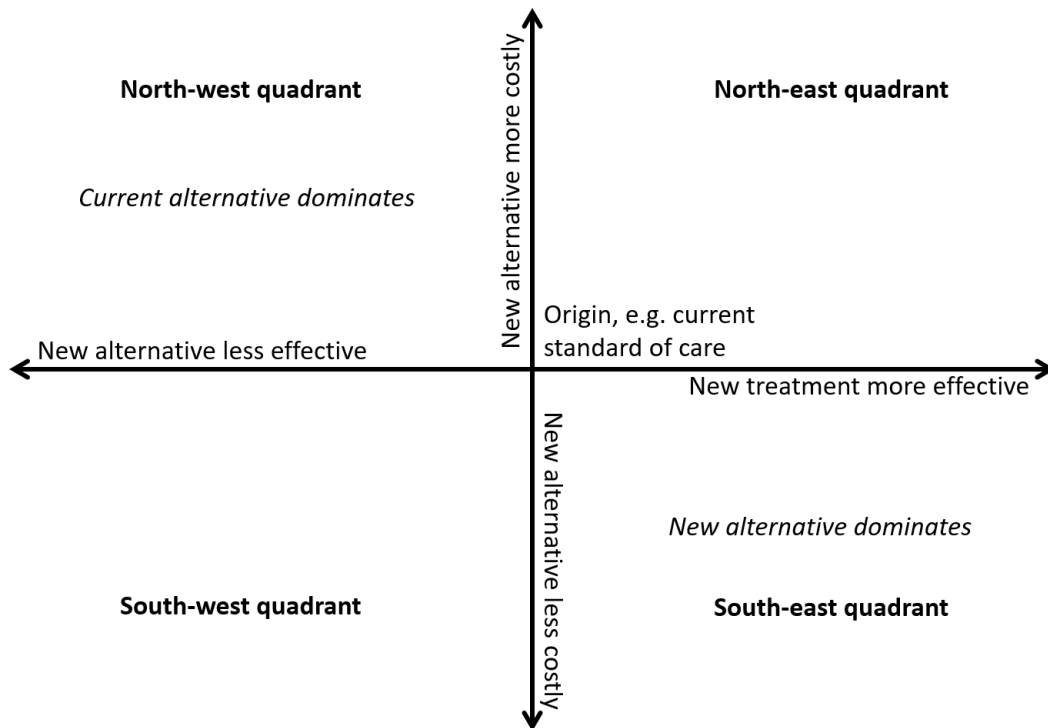 North-west quadrant
North-east quadrant
Current alternative dominates
New alternative more costly
Origin, e.g. current
standard of care
New alternative less effective
New treatment more effective
New alternative less costly
New alternative dominates
South-west quadrant
South-east quadrant